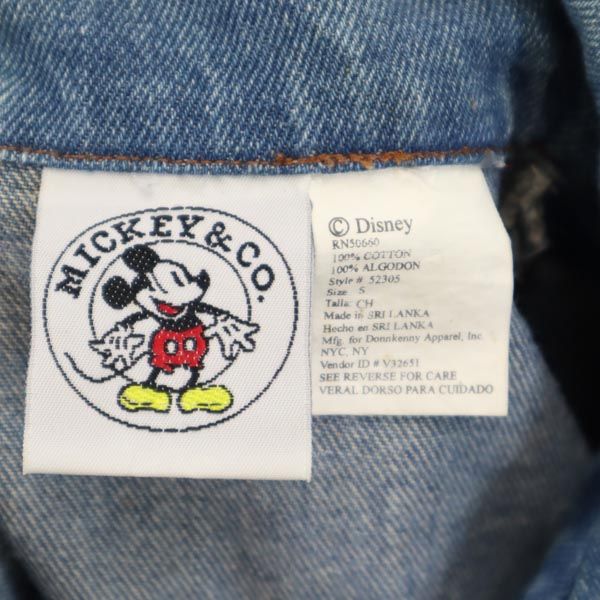 MICKEY & CO.
© Disney
RN50660
100% COTTON
100% ALGODON
Style # 52305
Size: S
Talla: CH
Made in SRI LANKA
Hecho en SRI LANKA
Mfg. for Donnkenny Apparel, Inc.
NYC, NY
Vendor ID # V32651
SEE REVERSE FOR CARE
VERAL DORSO PARA CUIDADO